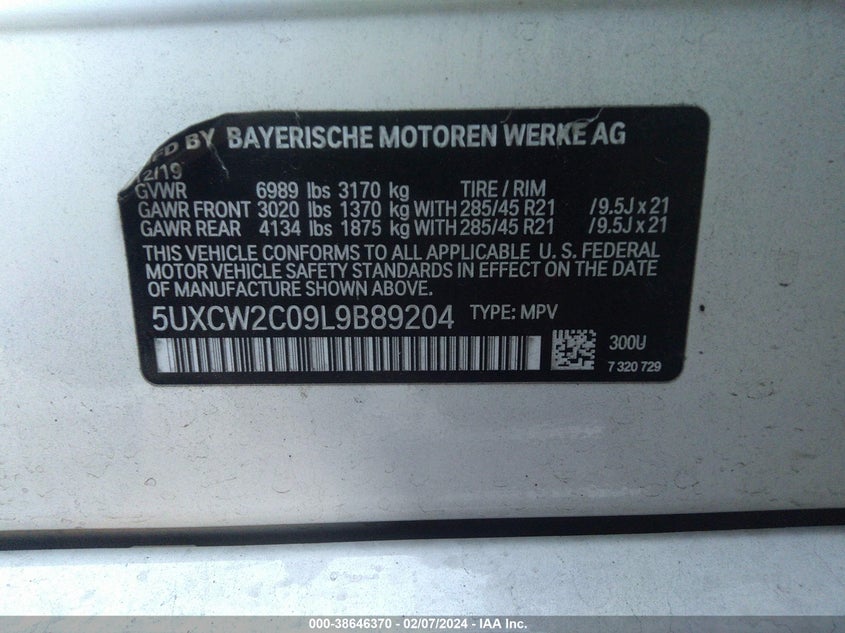 BY BAYERISCHE MOTOREN WERKE AG
GVWR 6989 lbs 3170 kg TIRE / RIM
GAWR FRONT 3020 lbs 1370 kg WITH 285/45 R21 / 9.5J x 21
GAWR REAR 4134 lbs 1875 kg WITH 285/45 R21 / 9.5J x 21
THIS VEHICLE CONFORMS TO ALL APPLICABLE U. S. FEDERAL
MOTOR VEHICLE SAFETY STANDARDS IN EFFECT ON THE DATE
OF MANUFACTURE SHOWN ABOVE.
5UXCW2C09L9B89204 TYPE: MPV
300U
7 320 729
000-38646370 - 02/07/2024 - IAA Inc.